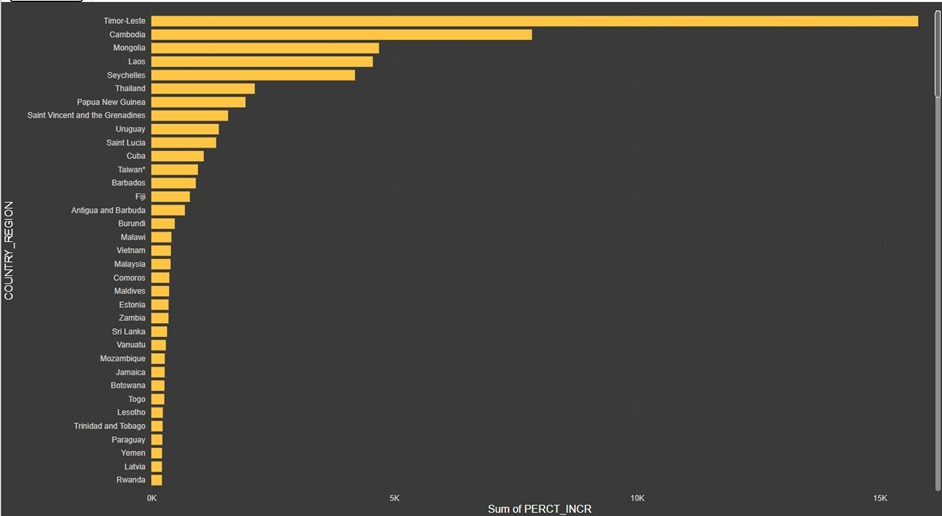 Timor-Leste
Cambodia
Mongolia
Laos
Seychelles
Thailand
Papua New Guinea
Saint Vincent and the Grenadines
Uruguay
Saint Lucia
Cuba
Taiwan*
Barbados
Fiji
Antigua and Barbuda
Burundi
Malawi
Vietnam
Malaysia
Comoros
Maldives
Estonia
Zambia
Sri Lanka
Vanuatu
Mozambique
Jamaica
Botswana
Togo
Lesotho
Trinidad and Tobago
Paraguay
Yemen
Latvia
Rwanda
COUNTRY_REGION
0K 5K 10K 15K
Sum of PERCT_INCR